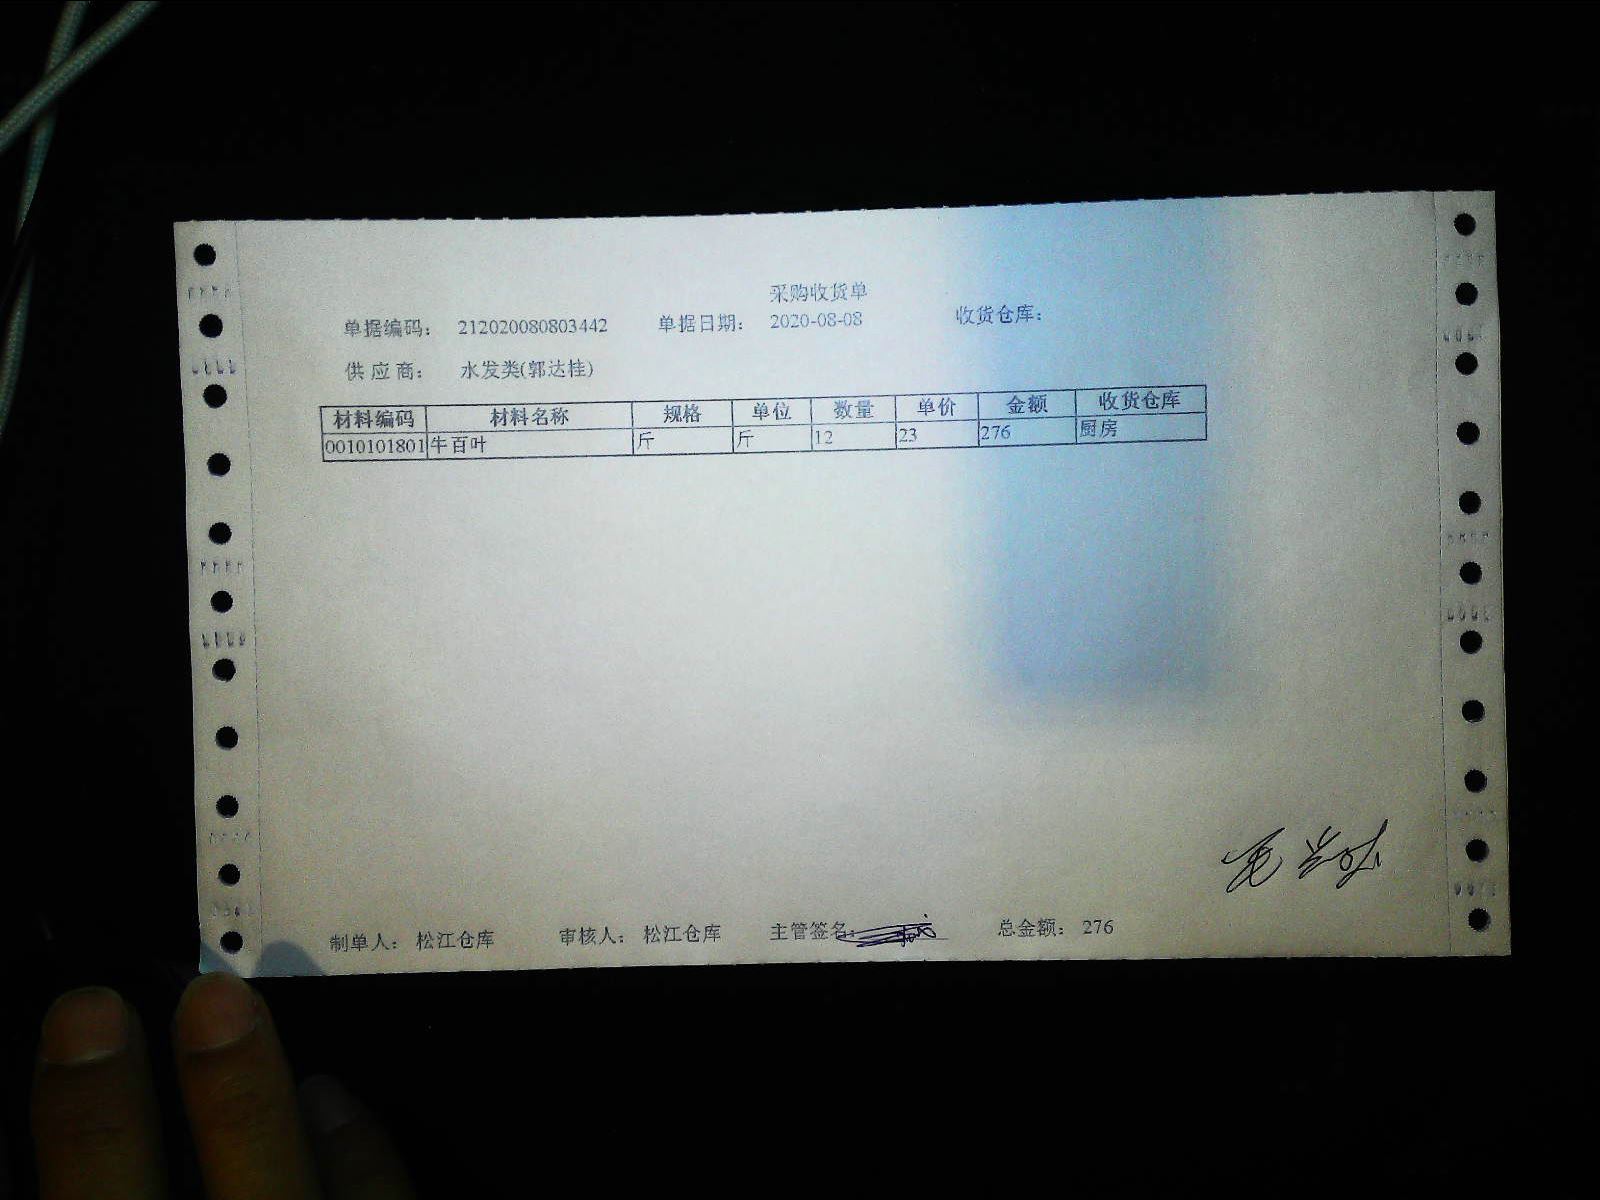 采购收货单
单据编码： 212020080803442 单据日期： 2020-08-08 收货仓库：
供 应 商： 水发类(郭达桂)
材料编码 材料名称 规格 单位 数量 单价 金额 收货仓库
0010101801 牛百叶 斤 斤 12 23 276 厨房
制单人： 松江仓库 审核人： 松江仓库 主管签名： 总金额： 276